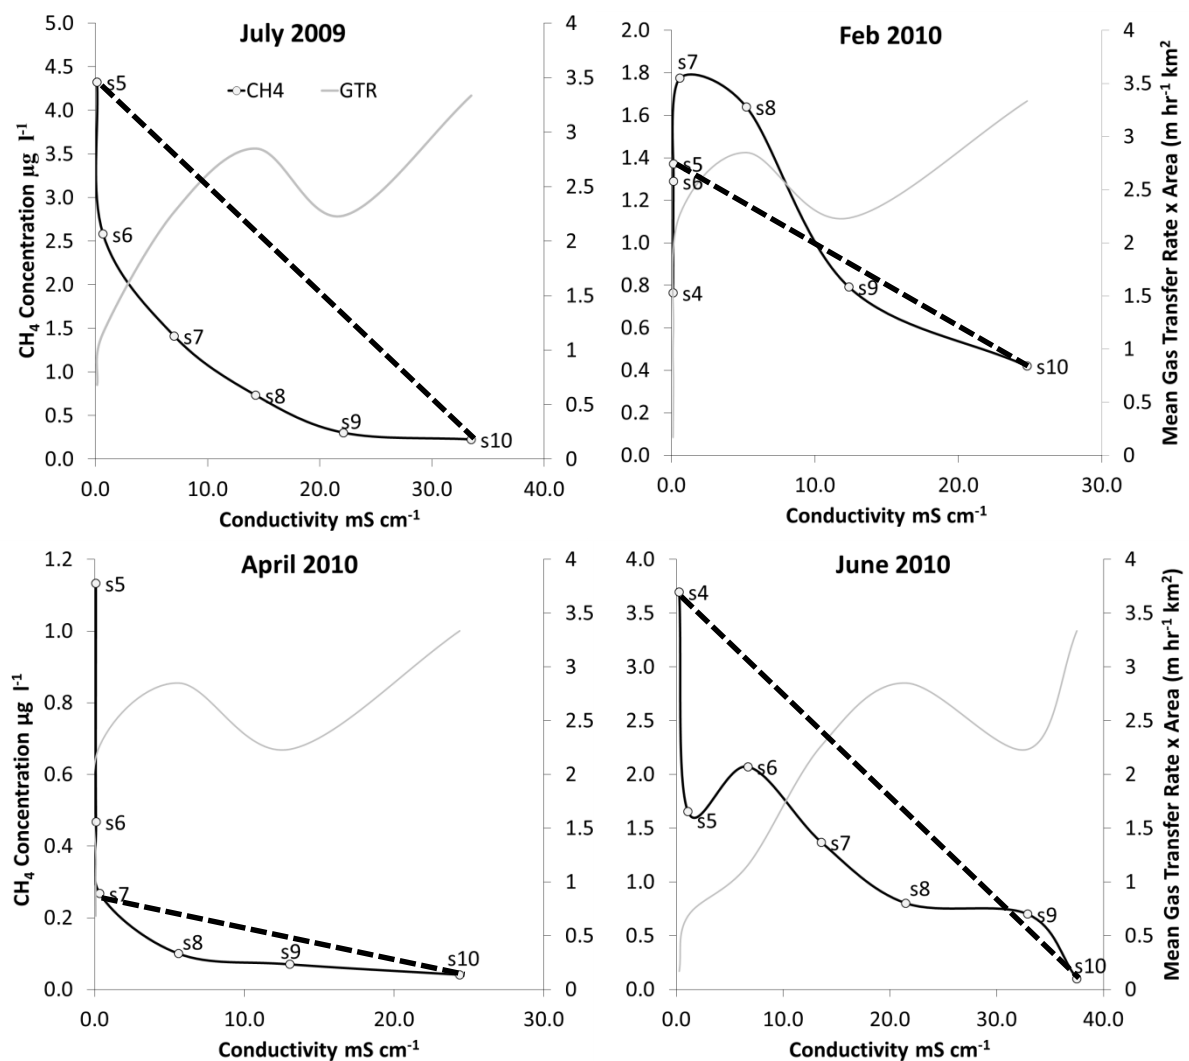 July 2009
5.0
4.5
4.0
3.5
3.0
2.5
2.0
1.5
1.0
0.5
0.0
CH4 Concentration µg l-1
CH4
GTR
s5
s6
s7
s8
s9
s10
4
3.5
3
2.5
2
1.5
1
0.5
0
0.0 10.0 20.0 30.0 40.0
Conductivity mS cm-1
Feb 2010
2.0
1.8
1.6
1.4
1.2
1.0
0.8
0.6
0.4
0.2
0.0
s7
s8
s5
s6
s4
s9
s10
4
3.5
3
2.5
2
1.5
1
0.5
0
Mean Gas Transfer Rate x Area (m hr-1 km2)
0.0 10.0 20.0 30.0
Conductivity mS cm-1
April 2010
1.2
1.0
0.8
0.6
0.4
0.2
0.0
CH4 Concentration µg l-1
s5
s6
s7
s8
s9
s10
4
3.5
3
2.5
2
1.5
1
0.5
0
0.0 10.0 20.0 30.0
Conductivity mS cm-1
June 2010
4.0
3.5
3.0
2.5
2.0
1.5
1.0
0.5
0.0
s4
s5
s6
s7
s8
s9
s10
4
3.5
3
2.5
2
1.5
1
0.5
0
Mean Gas Transfer Rate x Area (m hr-1 km2)
0.0 10.0 20.0 30.0 40.0
Conductivity mS cm-1